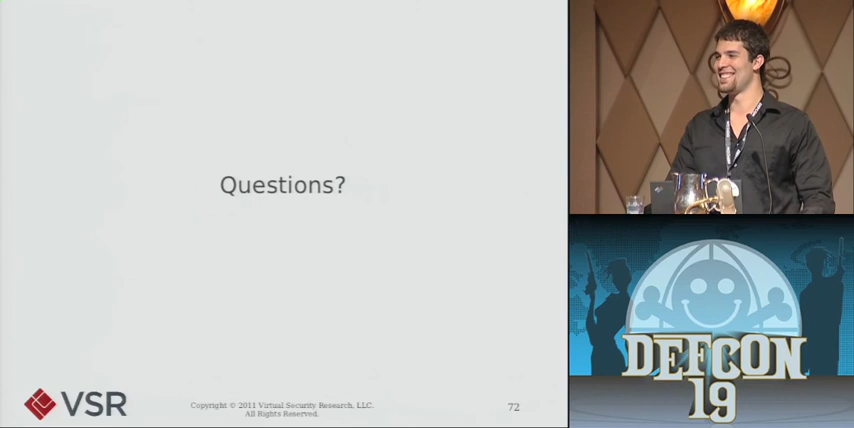 Questions?
VSR
Copyright © 2011 Virtual Security Research, LLC.
All Rights Reserved.
72
DEFCON
19